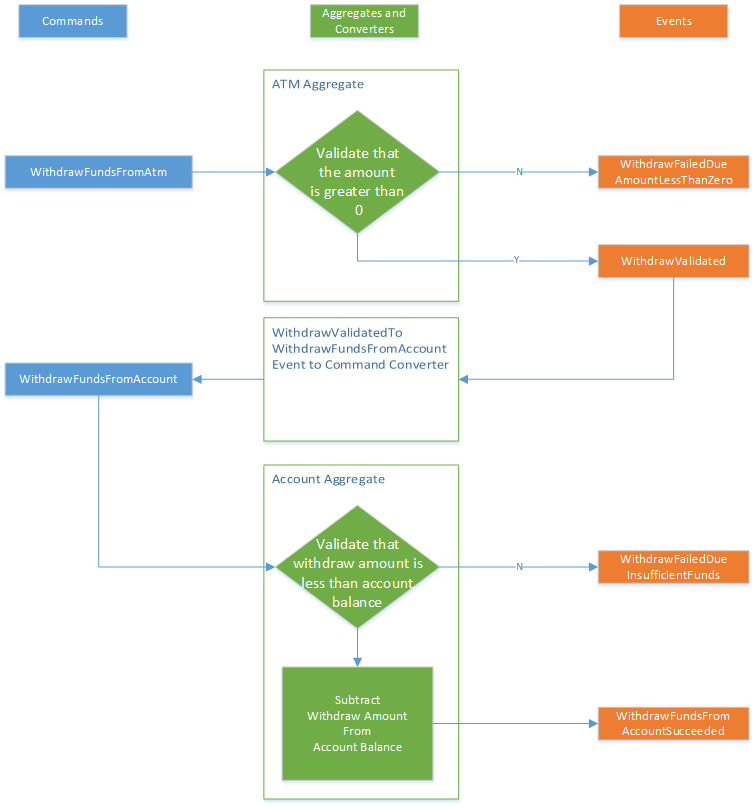 Commands
Aggregates and
Converters
Events
ATM Aggregate
WithdrawFundsFromAtm
Validate that
the amount
is greater than
0
N
WithdrawFailedDue
AmountLessThanZero
Y
WithdrawValidated
WithdrawValidatedTo
WithdrawFundsFromAccount
Event to Command Converter
WithdrawFundsFromAccount
Account Aggregate
Validate that
withdraw amount is
less than account
balance
N
WithdrawFailedDue
InsufficientFunds
Subtract
Withdraw Amount
From
Account Balance
WithdrawFundsFrom
AccountSucceeded